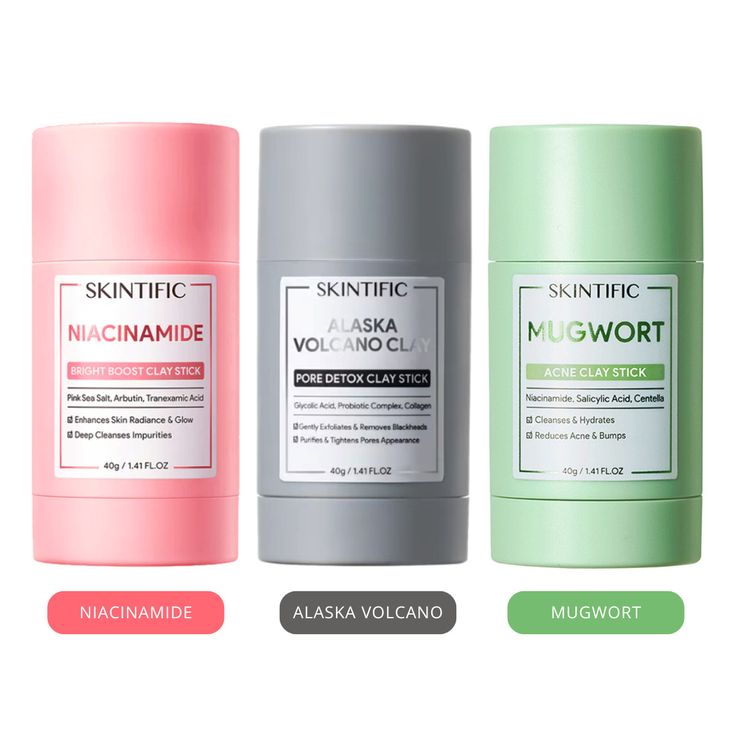 SKINTIFIC
NIACINAMIDE
BRIGHT BOOST CLAY STICK
Pink Sea Salt, Arbutin, Tranexamic Acid
☑ Enhances Skin Radiance & Glow
☑ Deep Cleanses Impurities
40g / 1.41 FL.OZ
SKINTIFIC
ALASKA
VOLCANO CLAY
PORE DETOX CLAY STICK
Glycolic Acid, Probiotic Complex, Collagen
☑ Gently Exfoliates & Removes Blackheads
☑ Purifies & Tightens Pores Appearance
40g / 1.41 FL.OZ
SKINTIFIC
MUGWORT
ACNE CLAY STICK
Niacinamide, Salicylic Acid, Centella
☑ Cleanses & Hydrates
☑ Reduces Acne & Bumps
40g / 1.41 FL.OZ
NIACINAMIDE
ALASKA VOLCANO
MUGWORT